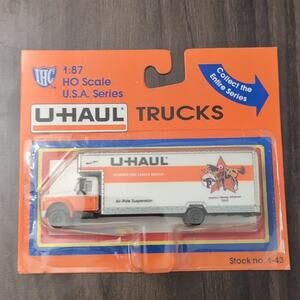 IHC
1:87
HO Scale
U.S.A. Series
Collect the
Entire Series
U-HAUL TRUCKS
U-HAUL
Air-Ride Suspension
Stock no. 1-43